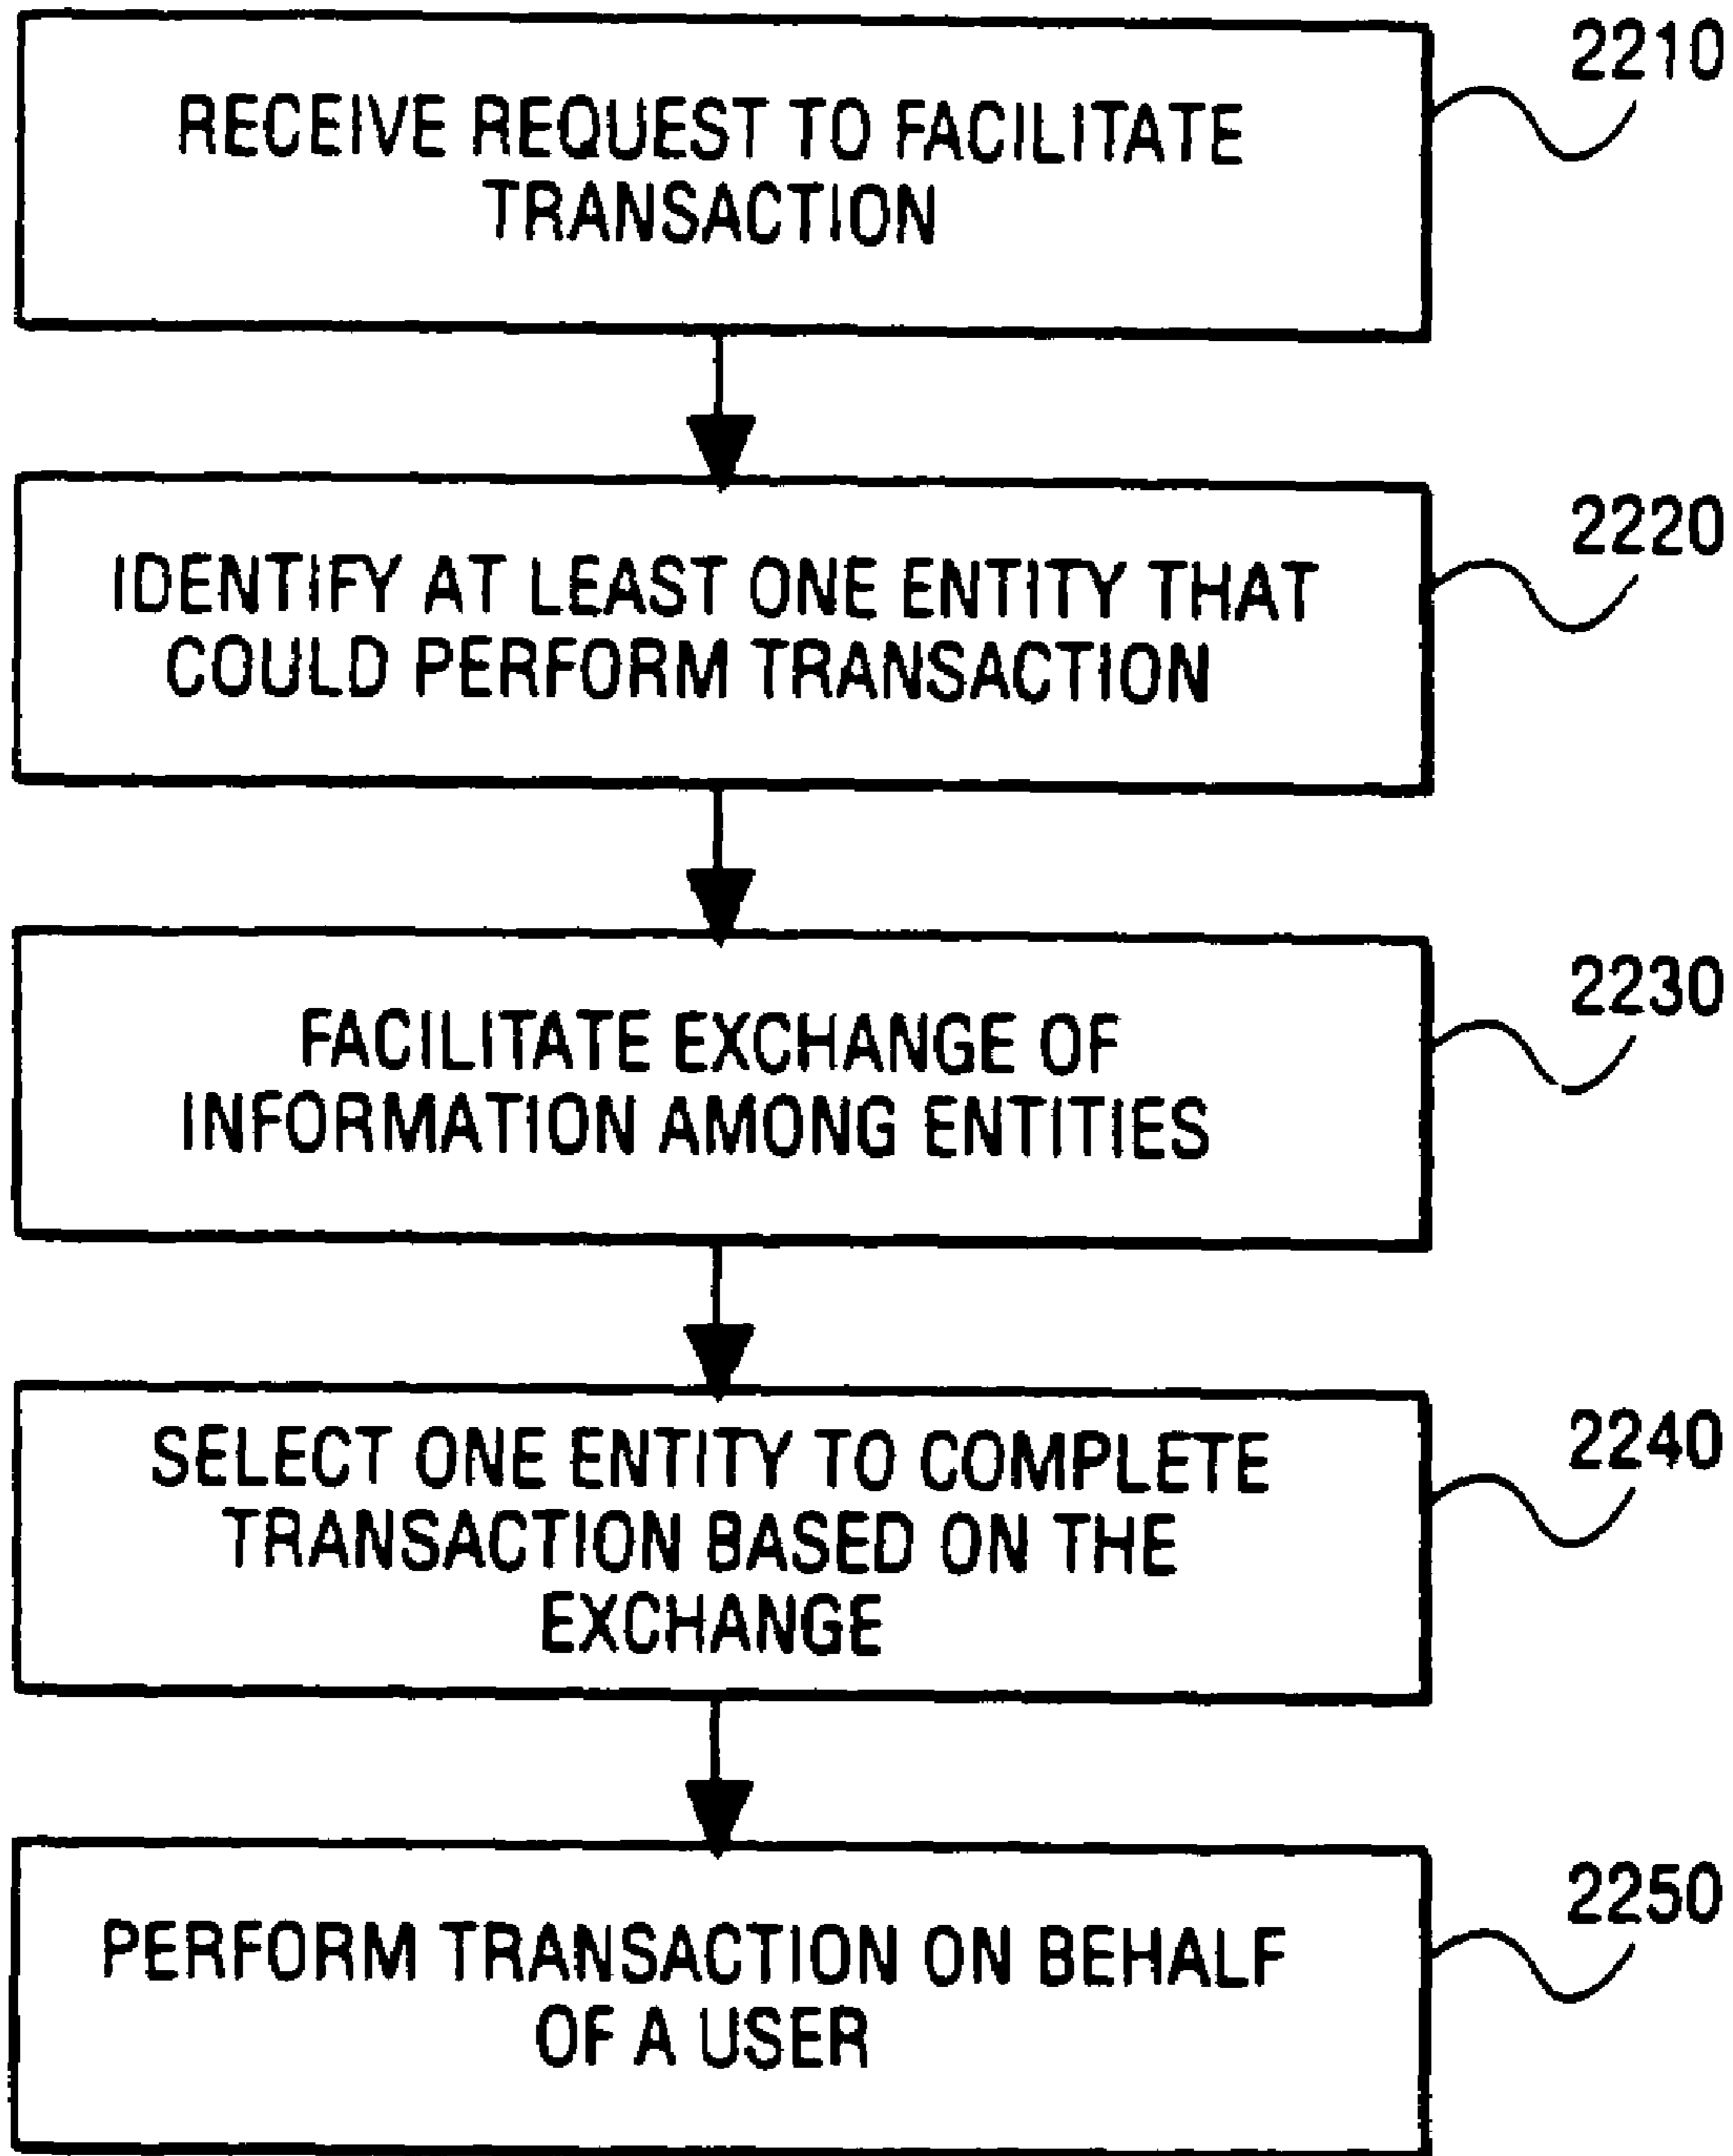 2210
RECEIVE REQUEST TO FACILITATE
TRANSACTION
2220
IDENTIFY AT LEAST ONE ENTITY THAT
COULD PERFORM TRANSACTION
2230
FACILITATE EXCHANGE OF
INFORMATION AMONG ENTITIES
2240
SELECT ONE ENTITY TO COMPLETE
TRANSACTION BASED ON THE
EXCHANGE
2250
PERFORM TRANSACTION ON BEHALF
OF A USER